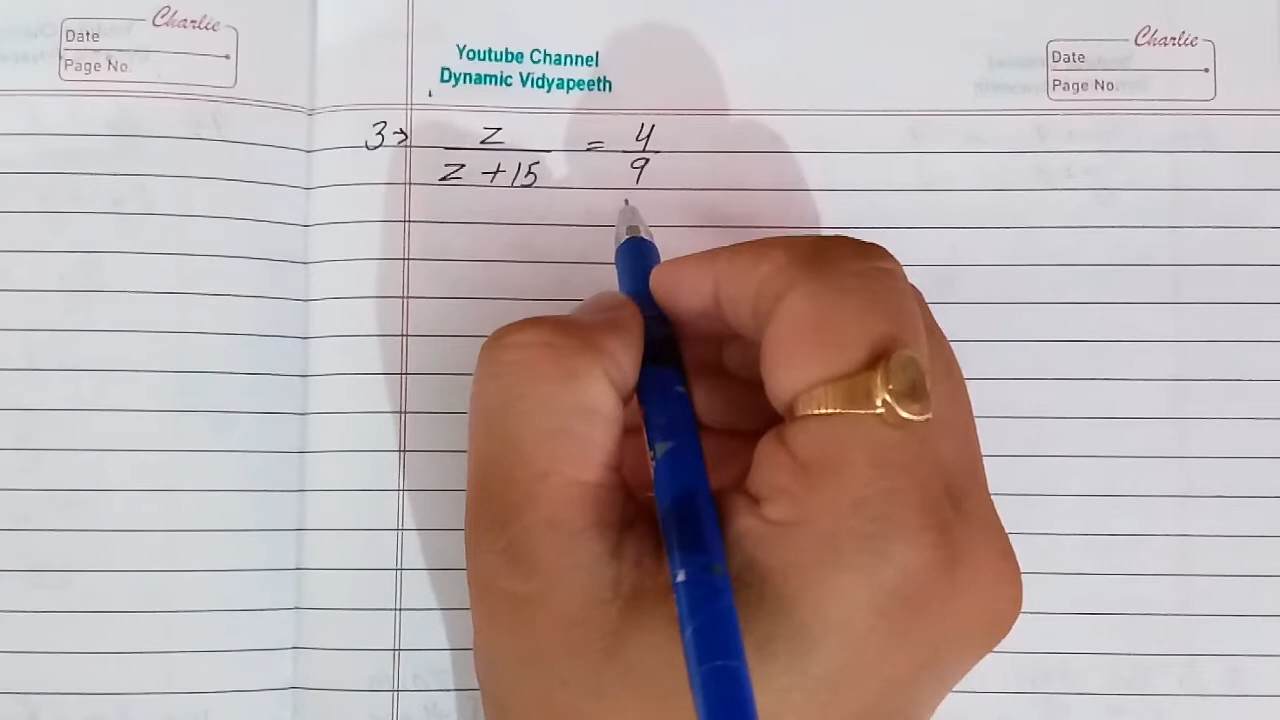 Charlie
Date
Page No.
Youtube Channel
Dynamic Vidyapeeth
Charlie
Date
Page No.
3→ z/(z + 15) = 4/9